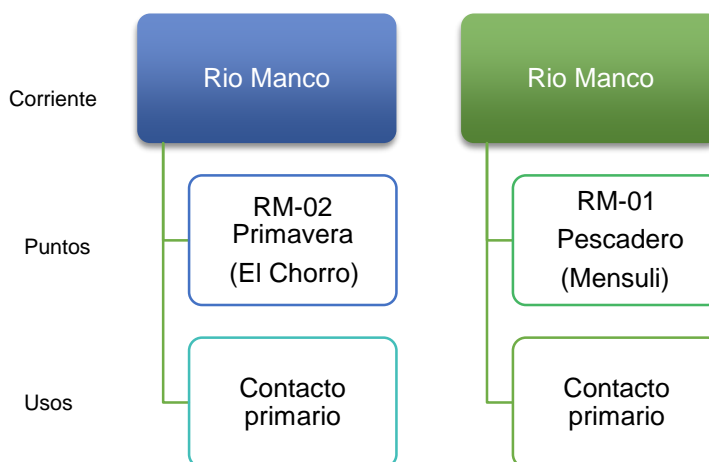 Corriente
Rio Manco
Rio Manco
Puntos
RM-02
Primavera
(El Chorro)
RM-01
Pescadero
(Mensuli)
Usos
Contacto
primario
Contacto
primario